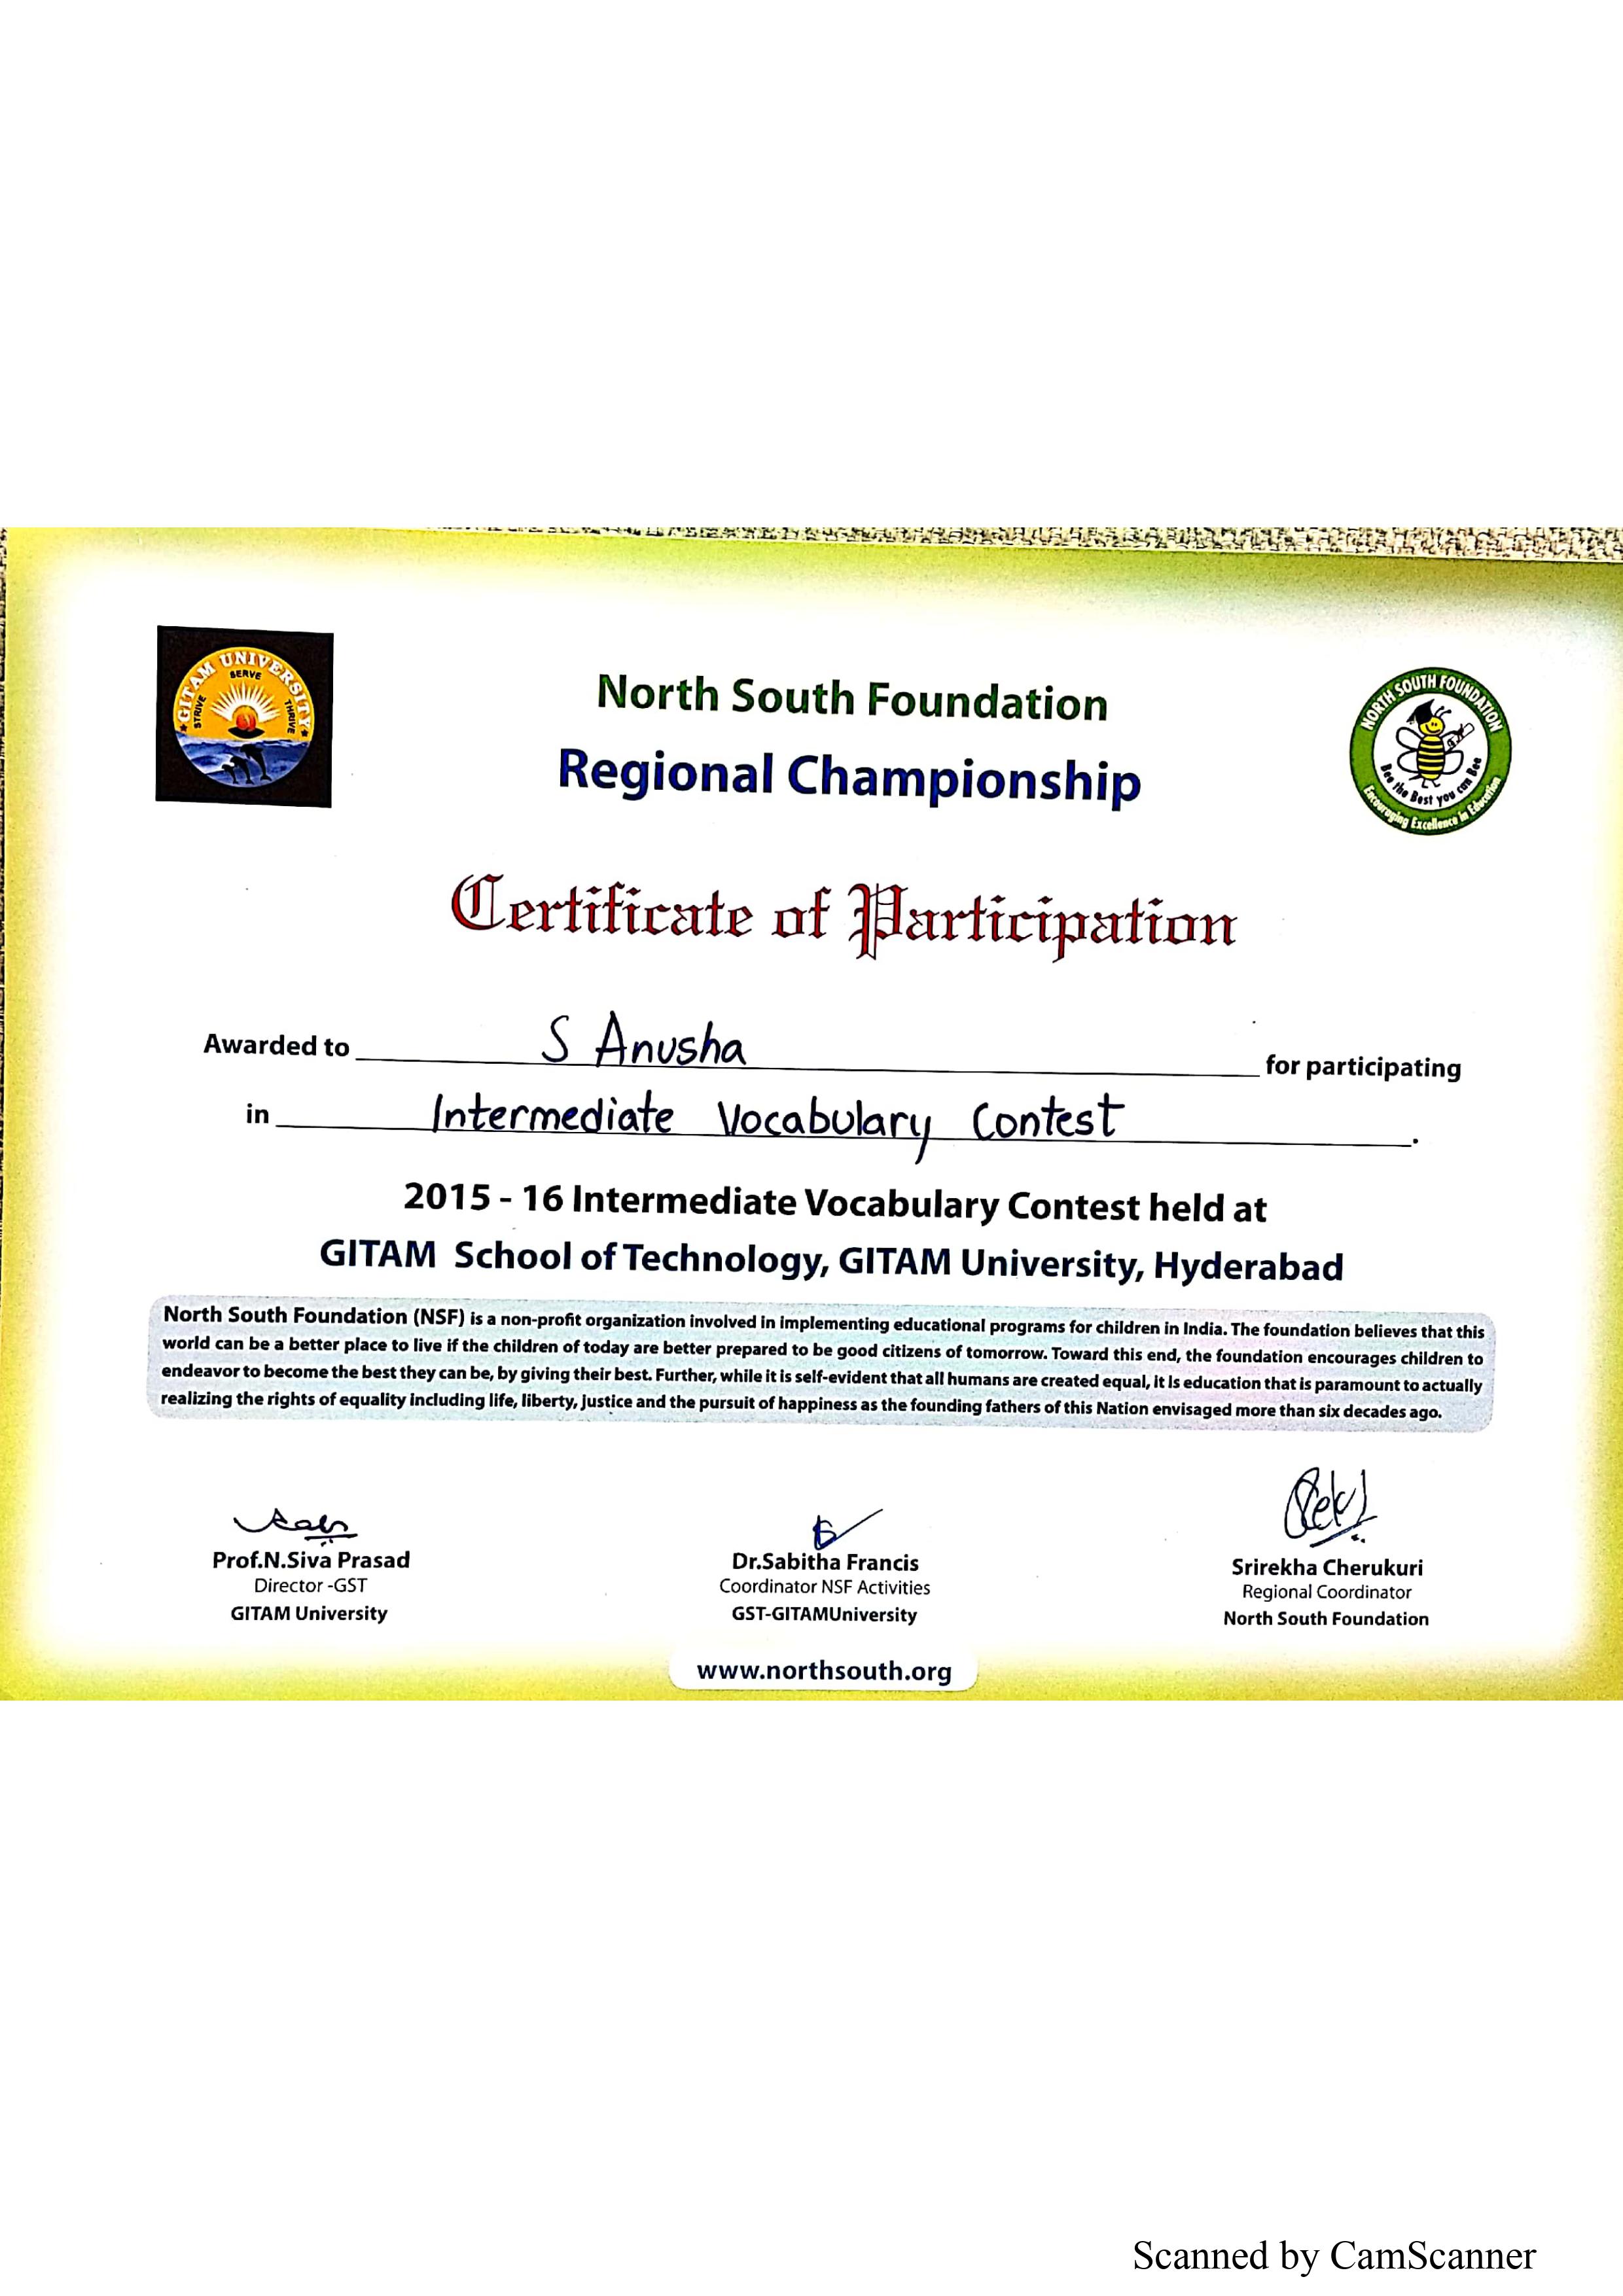 GITAM UNIVERSITY
STRIVE SERVE THRIVE
North South Foundation
Regional Championship
NORTH SOUTH FOUNDATION
Bee the Best you can Bee
Encouraging Excellence in Education
Certificate of Participation
Awarded to S Anusha for participating
in Intermediate Vocabulary Contest.
2015 - 16 Intermediate Vocabulary Contest held at
GITAM School of Technology, GITAM University, Hyderabad
North South Foundation (NSF) is a non-profit organization involved in implementing educational programs for children in India. The foundation believes that this
world can be a better place to live if the children of today are better prepared to be good citizens of tomorrow. Toward this end, the foundation encourages children to
endeavor to become the best they can be, by giving their best. Further, while it is self-evident that all humans are created equal, it is education that is paramount to actually
realizing the rights of equality including life, liberty, justice and the pursuit of happiness as the founding fathers of this Nation envisaged more than six decades ago.
Prof.N.Siva Prasad
Director -GST
GITAM University
Dr.Sabitha Francis
Coordinator NSF Activities
GST-GITAMUniversity
Srirekha Cherukuri
Regional Coordinator
North South Foundation
www.northsouth.org
Scanned by CamScanner